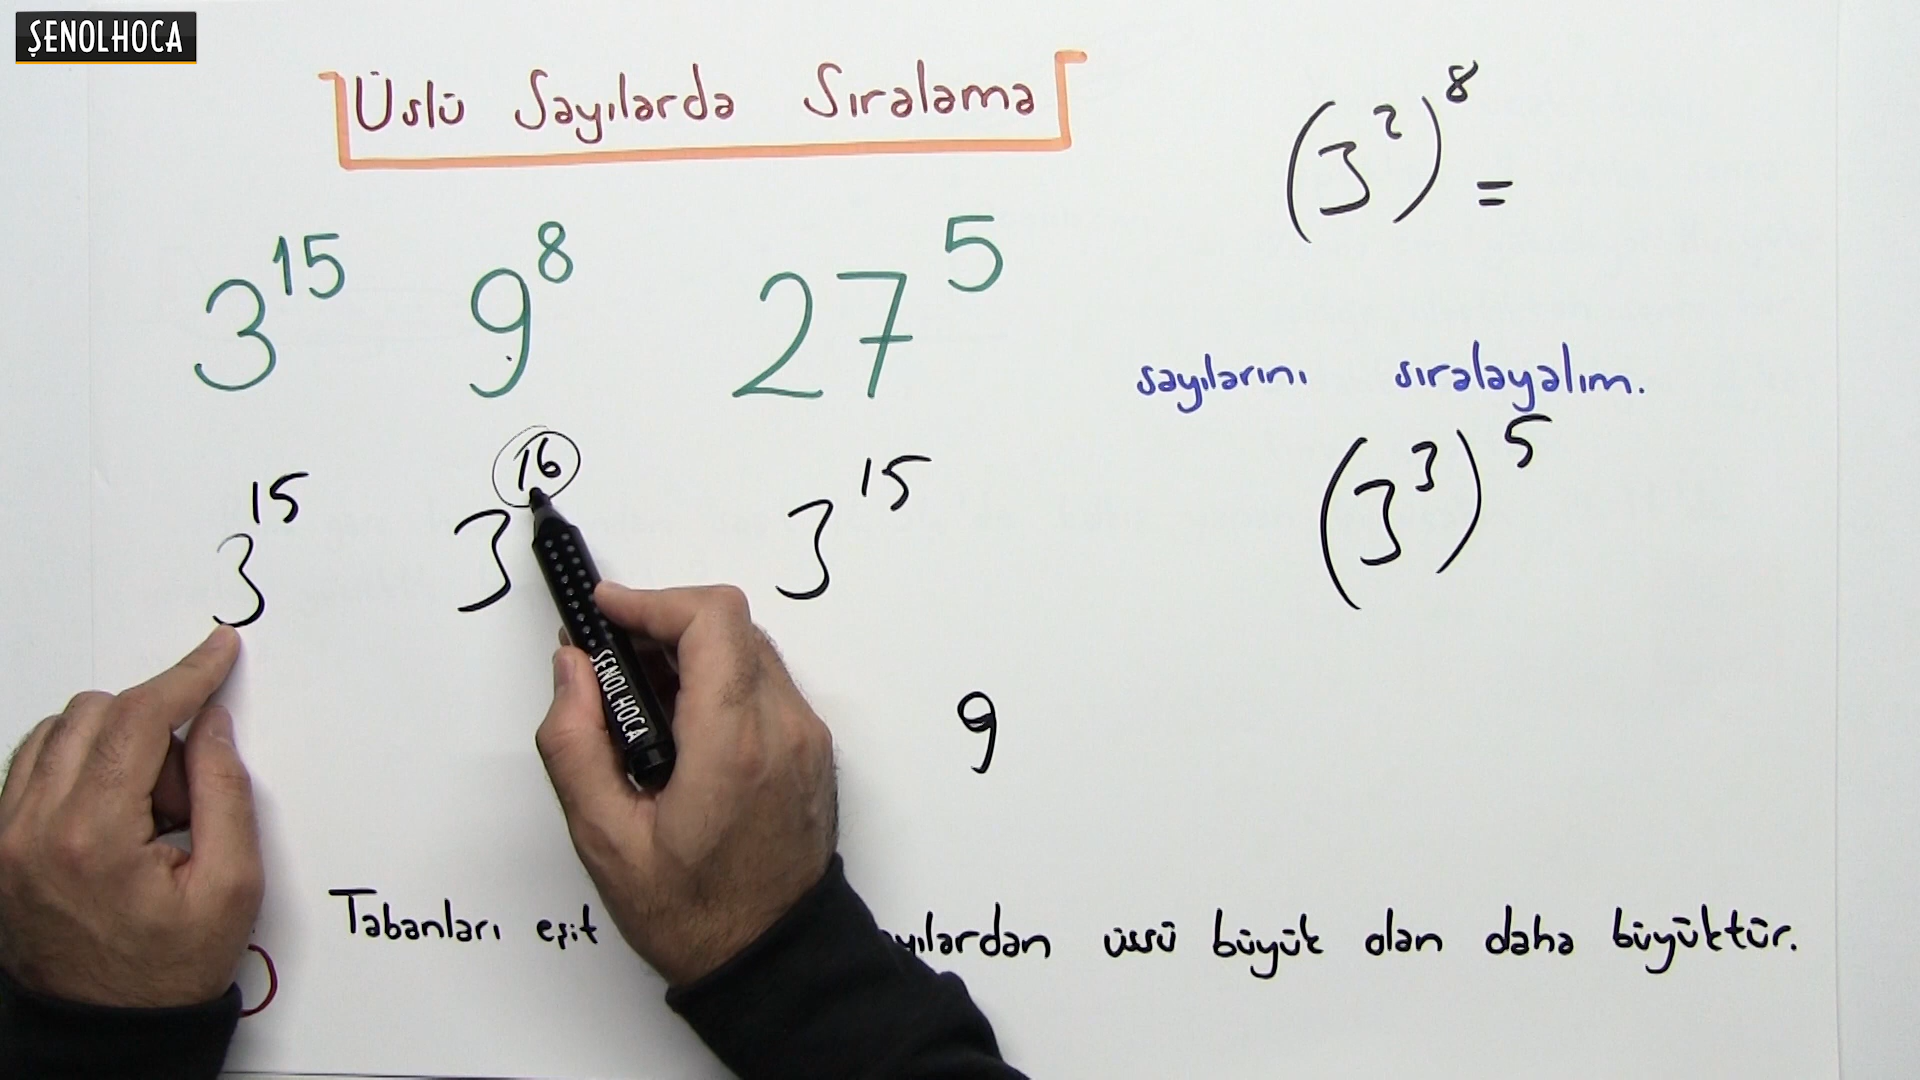 ŞENOLHOCA
Üslü Sayılarda Sıralama
(3²)⁸ =
3¹⁵ 9⁸ 27⁵
sayılarını sıralayalım.
3¹⁵ 3¹⁶ 3¹⁵
(3³)⁵
ŞENOLHOCA
9
Tabanları eşit üssü büyük olan daha büyüktür.